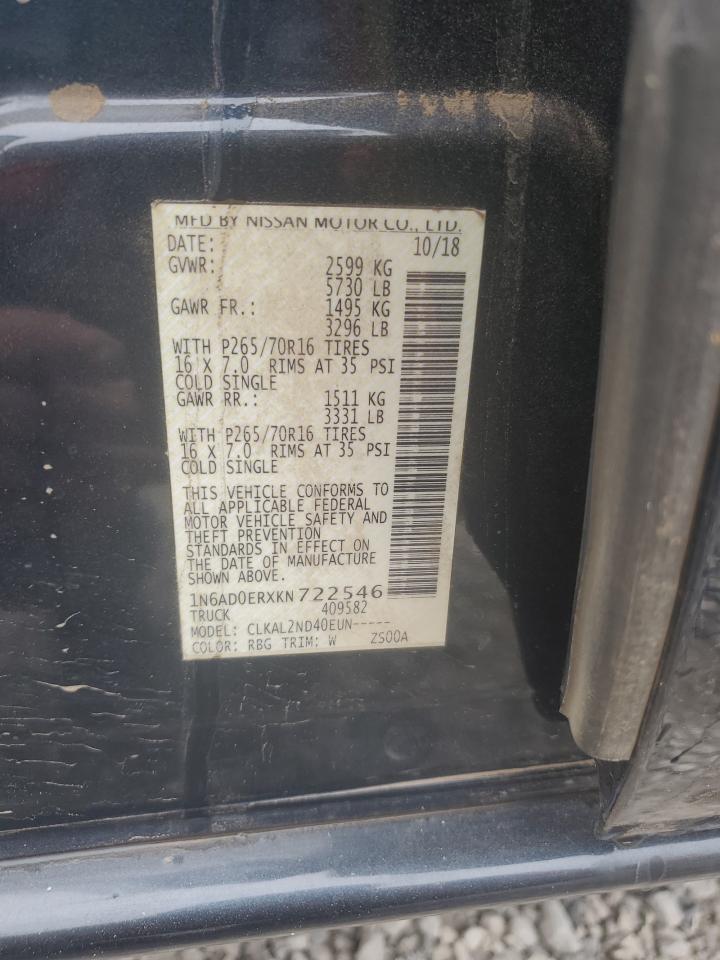 MFD BY NISSAN MOTOR CO., LTD.
DATE: 10/18
GVWR: 2599 KG
5730 LB
GAWR FR.: 1495 KG
3296 LB
WITH P265/70R16 TIRES
16 X 7.0 RIMS AT 35 PSI
COLD SINGLE
GAWR RR.: 1511 KG
3331 LB
WITH P265/70R16 TIRES
16 X 7.0 RIMS AT 35 PSI
COLD SINGLE
THIS VEHICLE CONFORMS TO
ALL APPLICABLE FEDERAL
MOTOR VEHICLE SAFETY AND
THEFT PREVENTION
STANDARDS IN EFFECT ON
THE DATE OF MANUFACTURE
SHOWN ABOVE.
1N6AD0ERXKN722546
TRUCK 409582
MODEL: CLKAL2ND40EUN-----
COLOR: RBG TRIM: W ZS00A